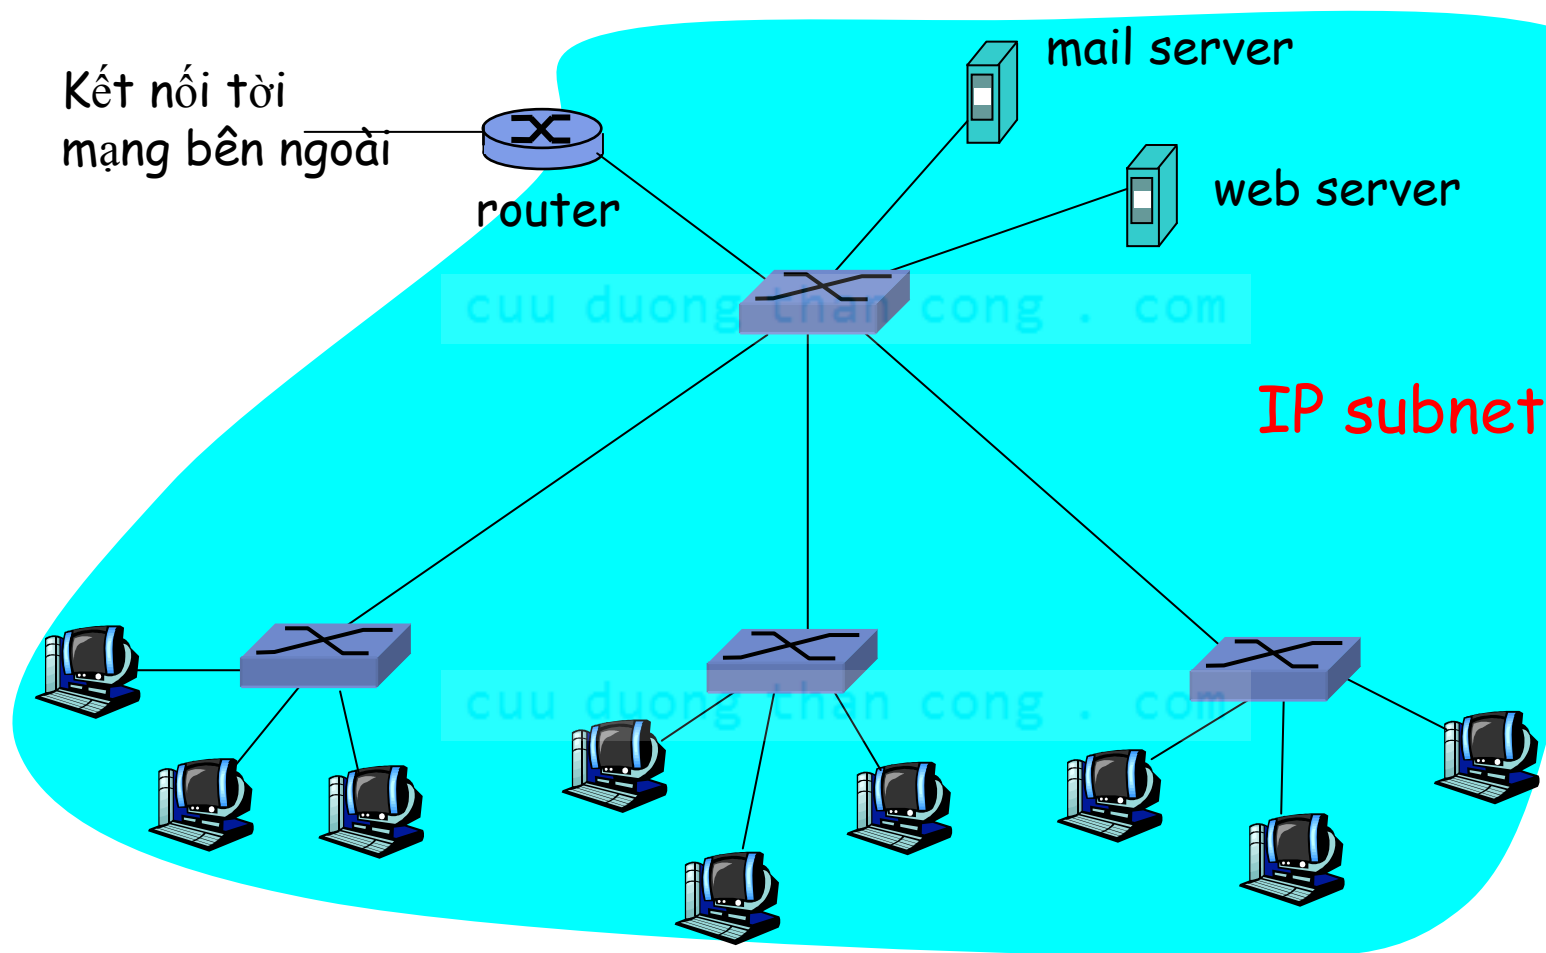 Kết nối tời
mạng bên ngoài
router
mail server
web server
cuu duong than cong . com
IP subnet
cuu duong than cong . com